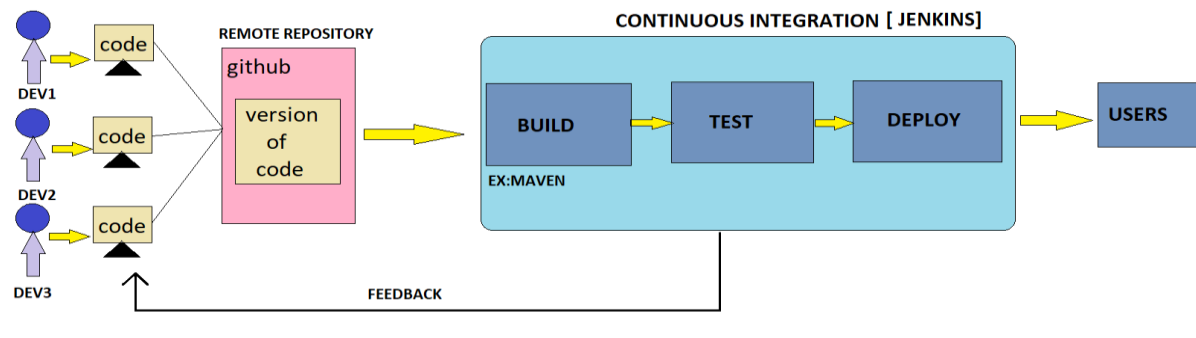 CONTINUOUS INTEGRATION [ JENKINS]
REMOTE REPOSITORY
code
DEV1
code
DEV2
code
DEV3
github
version
of
code
BUILD
EX:MAVEN
TEST
DEPLOY
USERS
FEEDBACK